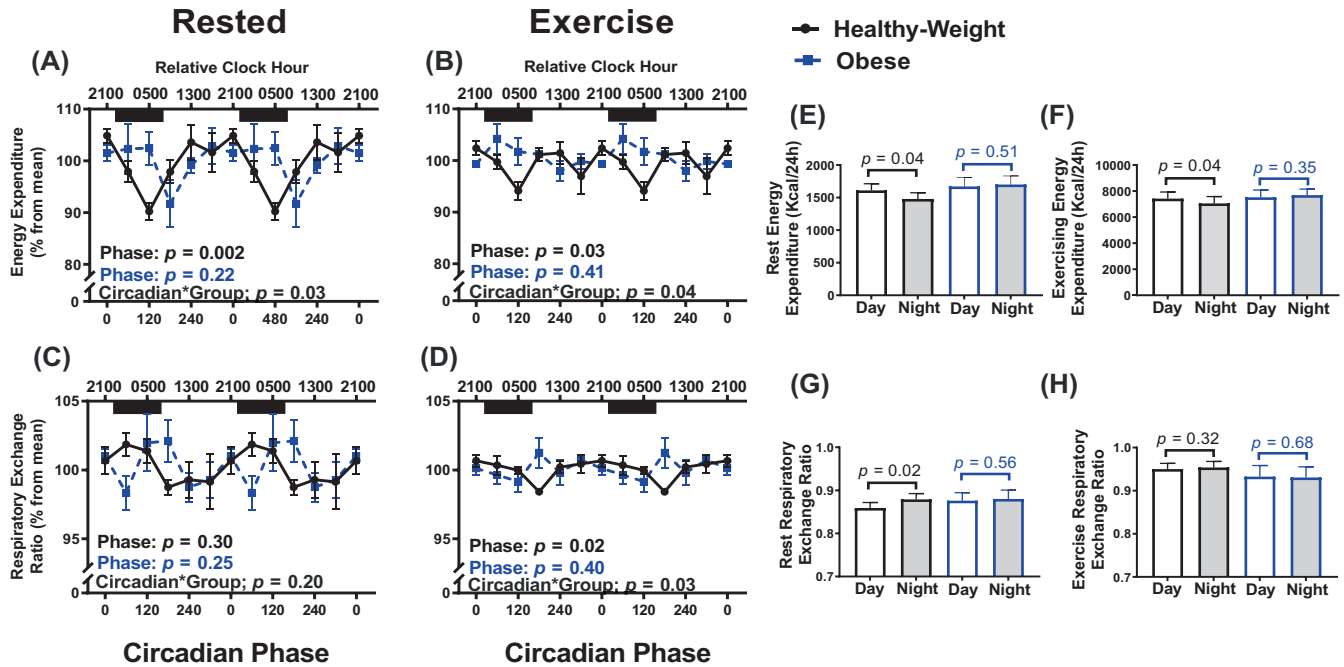 Rested
Exercise
Healthy-Weight
Obese
(A)
Relative Clock Hour
2100 0500 1300 2100 0500 1300 2100
110
100
90
80
0
Energy Expenditure
(% from mean)
Phase: p = 0.002
Phase: p = 0.22
Circadian*Group; p = 0.03
0 120 240 0 480 240 0
(B)
Relative Clock Hour
2100 0500 1300 2100 0500 1300 2100
110
100
90
80
0
Phase: p = 0.03
Phase: p = 0.41
Circadian*Group; p = 0.04
0 120 240 0 120 240 0
(C)
2100 0500 1300 2100 0500 1300 2100
105
100
95
0
Respiratory Exchange
Ratio (% from mean)
Phase: p = 0.30
Phase: p = 0.25
Circadian*Group; p = 0.20
0 120 240 0 120 240 0
Circadian Phase
(D)
2100 0500 1300 2100 0500 1300 2100
105
100
95
0
Phase: p = 0.02
Phase: p = 0.40
Circadian*Group; p = 0.03
0 120 240 0 120 240 0
Circadian Phase
(E)
Rest Energy
Expenditure (Kcal/24h)
2000
1500
1000
500
0
p = 0.04
p = 0.51
Day Night Day Night
(F)
Exercising Energy
Expenditure (Kcal/24h)
10000
8000
6000
4000
2000
0
p = 0.04
p = 0.35
Day Night Day Night
(G)
Rest Respiratory
Exchange Ratio
1.0
0.9
0.8
0.7
p = 0.02
p = 0.56
Day Night Day Night
(H)
Exercise Respiratory
Exchange Ratio
1.0
0.9
0.8
0.7
p = 0.32
p = 0.68
Day Night Day Night